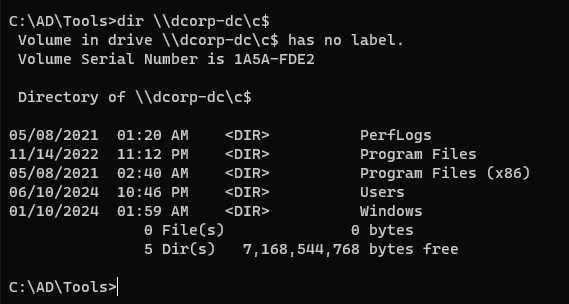 C:\AD\Tools>dir \\dcorp-dc\c$
 Volume in drive \\dcorp-dc\c$ has no label.
 Volume Serial Number is 1A5A-FDE2
 Directory of \\dcorp-dc\c$
05/08/2021  01:20 AM    <DIR>          PerfLogs
11/14/2022  11:12 PM    <DIR>          Program Files
05/08/2021  02:40 AM    <DIR>          Program Files (x86)
06/10/2024  10:46 PM    <DIR>          Users
01/10/2024  01:59 AM    <DIR>          Windows
               0 File(s)              0 bytes
               5 Dir(s)   7,168,544,768 bytes free
C:\AD\Tools>